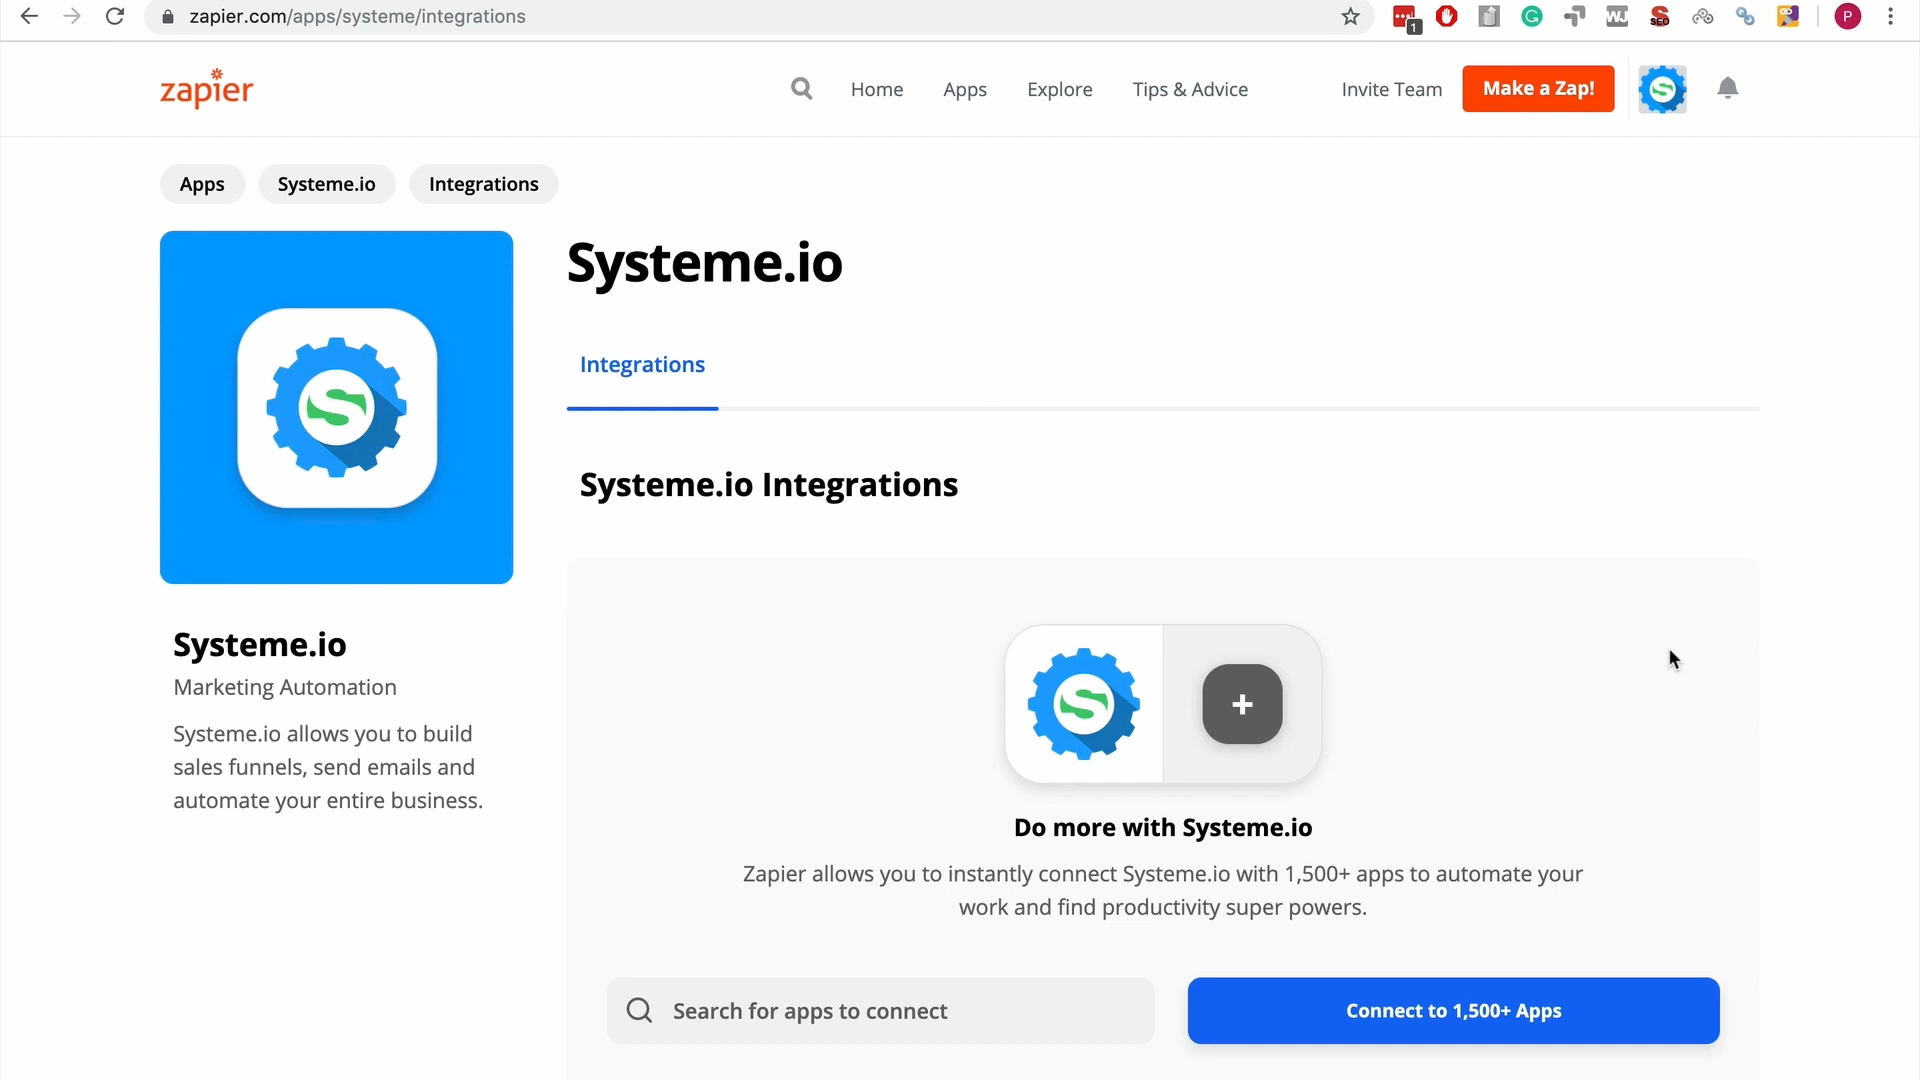 zapier.com/apps/systeme/integrations
1
WJ
SEO
P
zapier
Home
Apps
Explore
Tips & Advice
Invite Team
Make a Zap!
Apps
Systeme.io
Integrations
Systeme.io
Integrations
Systeme.io Integrations
Systeme.io
Marketing Automation
Systeme.io allows you to build
sales funnels, send emails and
automate your entire business.
Do more with Systeme.io
Zapier allows you to instantly connect Systeme.io with 1,500+ apps to automate your
work and find productivity super powers.
Search for apps to connect
Connect to 1,500+ Apps